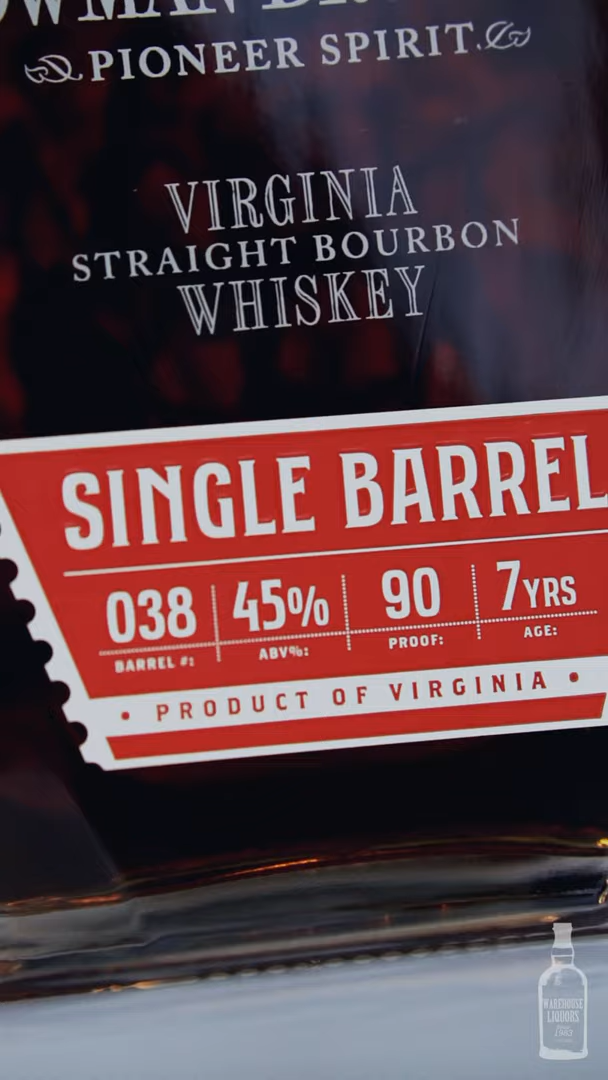 PIONEER SPIRIT.
VIRGINIA
STRAIGHT BOURBON
WHISKEY
SINGLE BARREL
038 45% 90 7YRS
BARREL #: ABV%: PROOF: AGE:
• PRODUCT OF VIRGINIA •
WAREHOUSE
LIQUORS